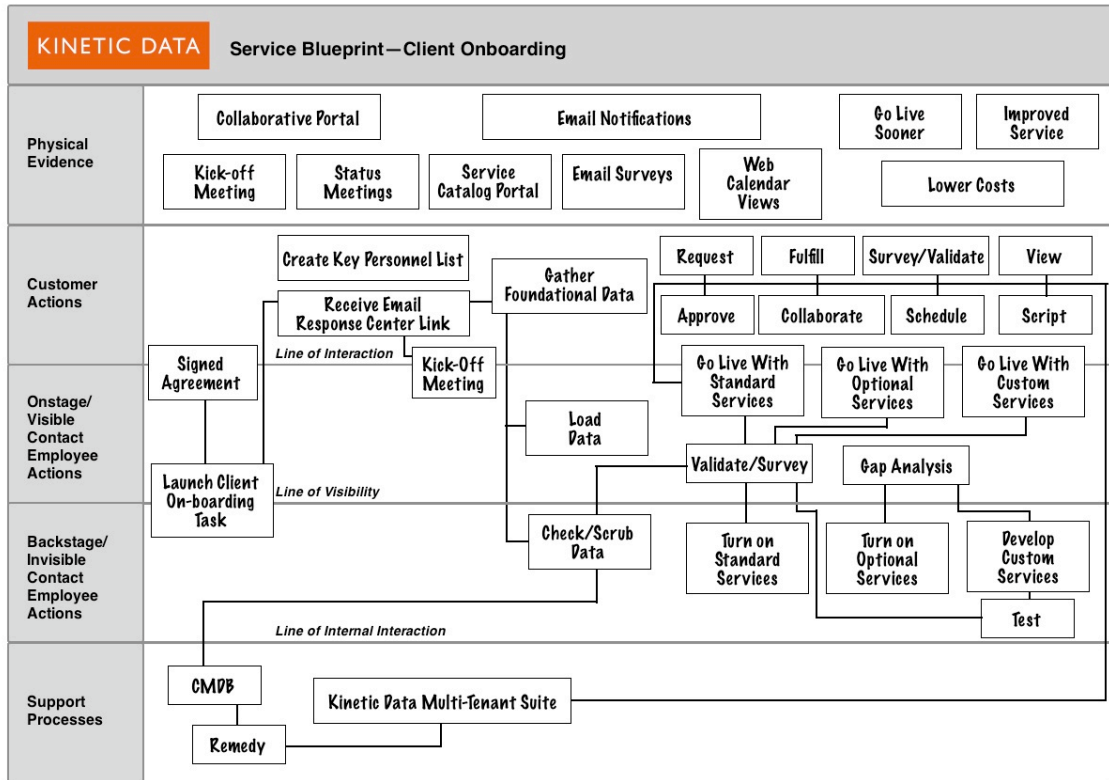 KINETIC DATA
Service Blueprint—Client Onboarding
Physical
Evidence
Collaborative Portal
Email Notifications
Go Live
Sooner
Improved
Service
Kick-off
Meeting
Status
Meetings
Service
Catalog Portal
Email Surveys
Web
Calendar
Views
Lower Costs
Customer
Actions
Create Key Personnel List
Receive Email
Response Center Link
Gather
Foundational Data
Request
Fulfill
Survey/Validate
View
Approve
Collaborate
Schedule
Script
Line of Interaction
Onstage/
Visible
Contact
Employee
Actions
Signed
Agreement
Kick-Off
Meeting
Go Live With
Standard
Services
Go Live With
Optional
Services
Go Live With
Custom
Services
Load
Data
Launch Client
On-boarding
Task
Validate/Survey
Gap Analysis
Line of Visibility
Backstage/
Invisible
Contact
Employee
Actions
Check/Scrub
Data
Turn on
Standard
Services
Turn on
Optional
Services
Develop
Custom
Services
Test
Line of Internal Interaction
Support
Processes
CMDB
Kinetic Data Multi-Tenant Suite
Remedy